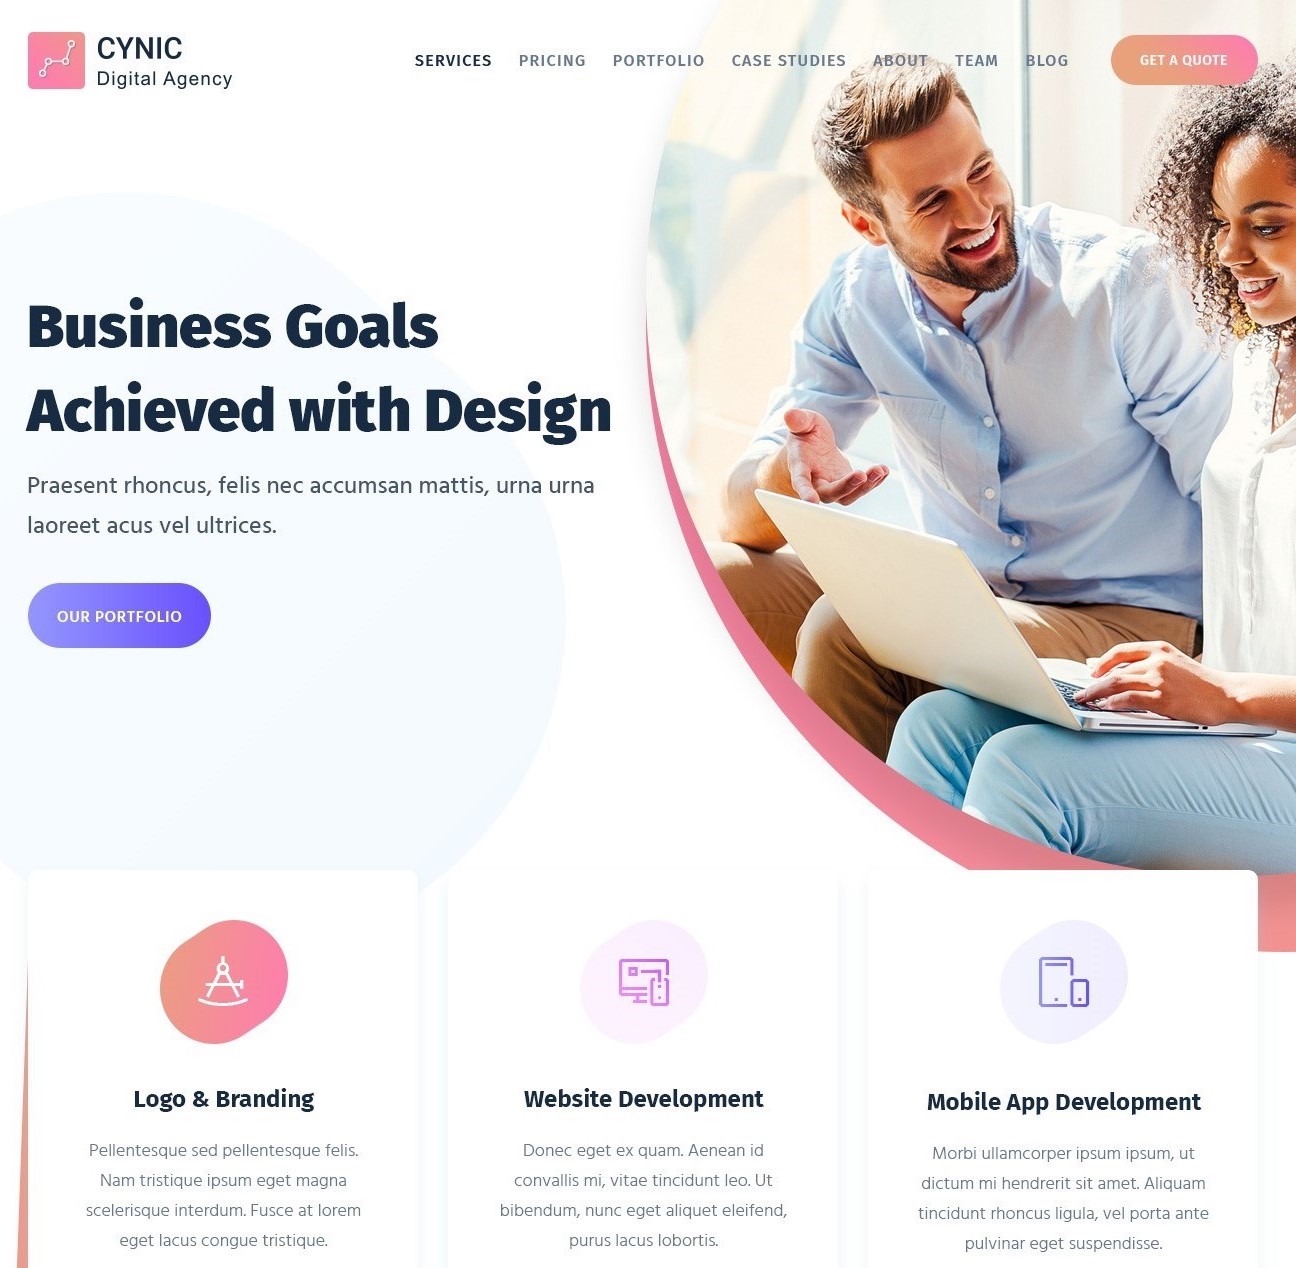 CYNIC
Digital Agency
SERVICES
PRICING
PORTFOLIO
CASE STUDIES
ABOUT
TEAM
BLOG
GET A QUOTE
Business Goals
Achieved with Design
Praesent rhoncus, felis nec accumsan mattis, urna urna
laoreet acus vel ultrices.
OUR PORTFOLIO
Logo & Branding
Pellentesque sed pellentesque felis.
Nam tristique ipsum eget magna
scelerisque interdum. Fusce at lorem
eget lacus congue tristique.
Website Development
Donec eget ex quam. Aenean id
convallis mi, vitae tincidunt leo. Ut
bibendum, nunc eget aliquet eleifend,
purus lacus lobortis.
Mobile App Development
Morbi ullamcorper ipsum ipsum, ut
dictum mi hendrerit sit amet. Aliquam
tincidunt rhoncus ligula, vel porta ante
pulvinar eget suspendisse.